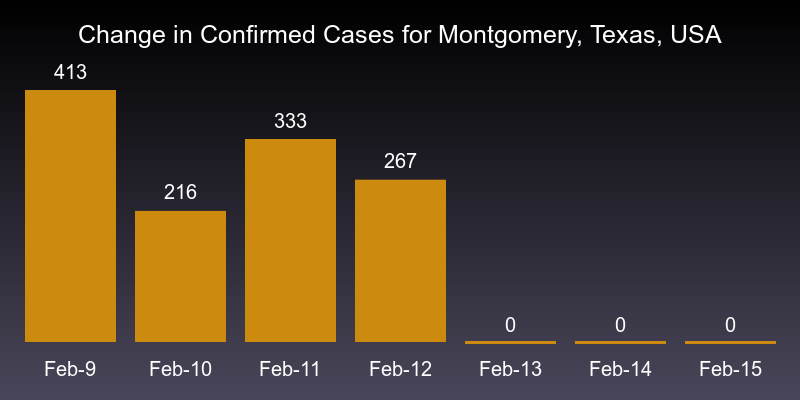 Change in Confirmed Cases for Montgomery, Texas, USA
413
216
333
267
0
0
0
Feb-9
Feb-10
Feb-11
Feb-12
Feb-13
Feb-14
Feb-15